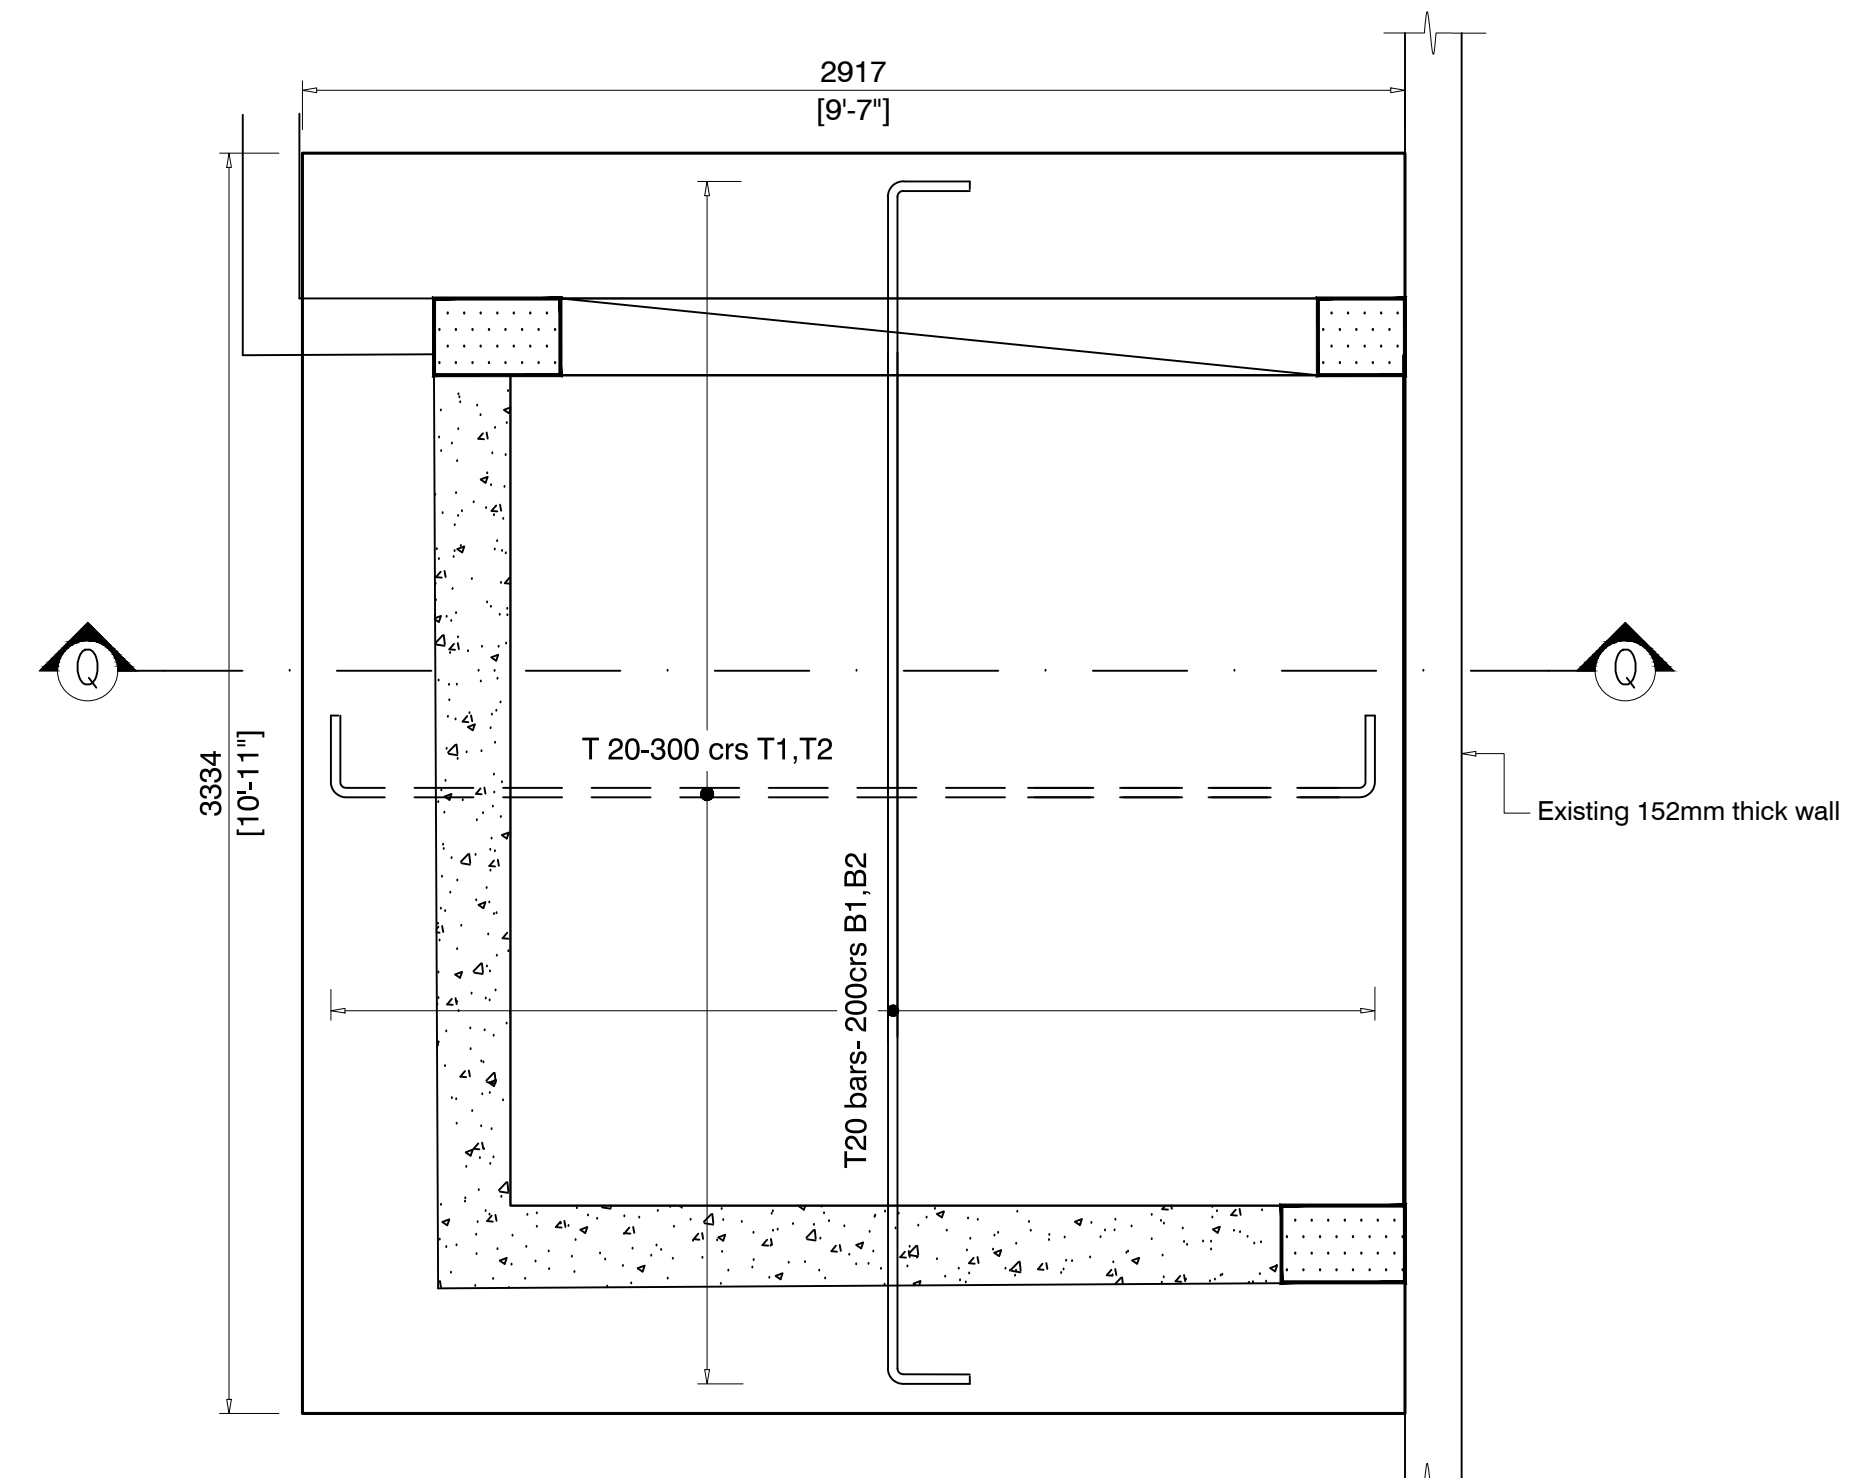 2917
[9'-7"]
Q
Q
T 20-300 crs T1,T2
3334
[10'-11"]
Existing 152mm thick wall
T20 bars- 200crs B1,B2